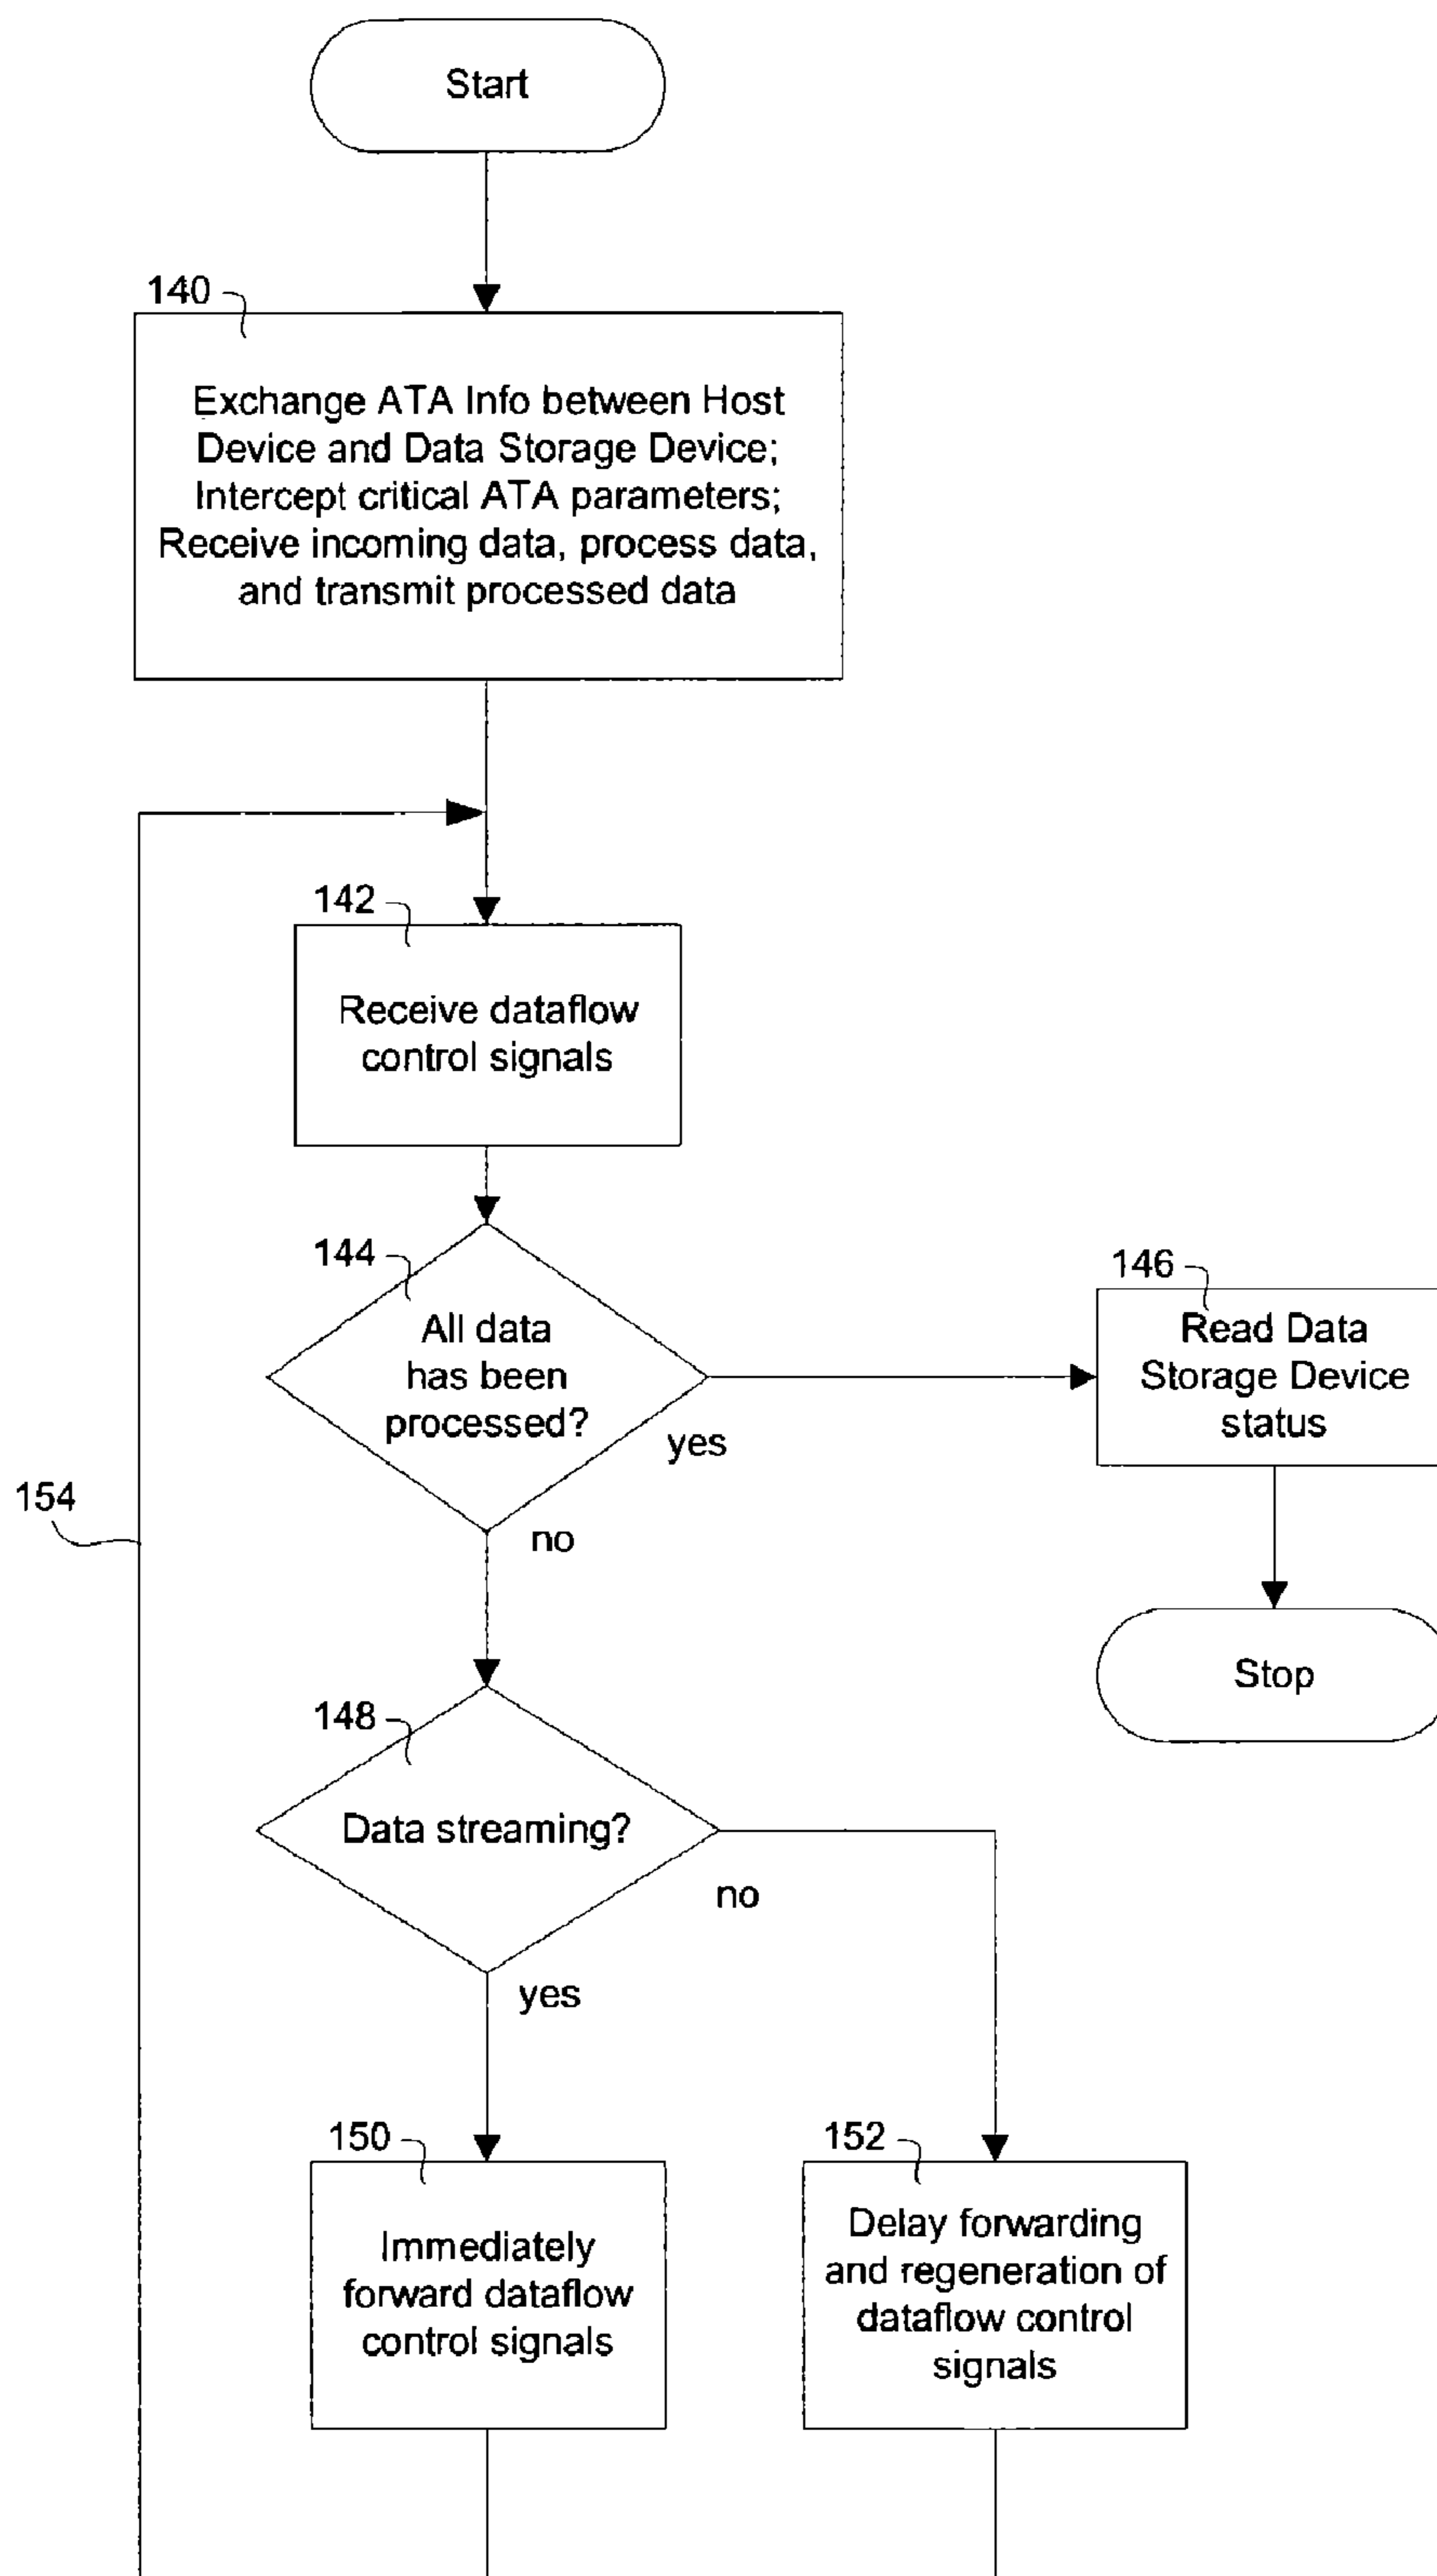 Start
140
Exchange ATA Info between Host
Device and Data Storage Device;
Intercept critical ATA parameters;
Receive incoming data, process data,
and transmit processed data
142
Receive dataflow
control signals
144
All data
has been
processed?
yes
no
146
Read Data
Storage Device
status
154
Stop
148
Data streaming?
no
yes
150
Immediately
forward dataflow
control signals
152
Delay forwarding
and regeneration of
dataflow control
signals